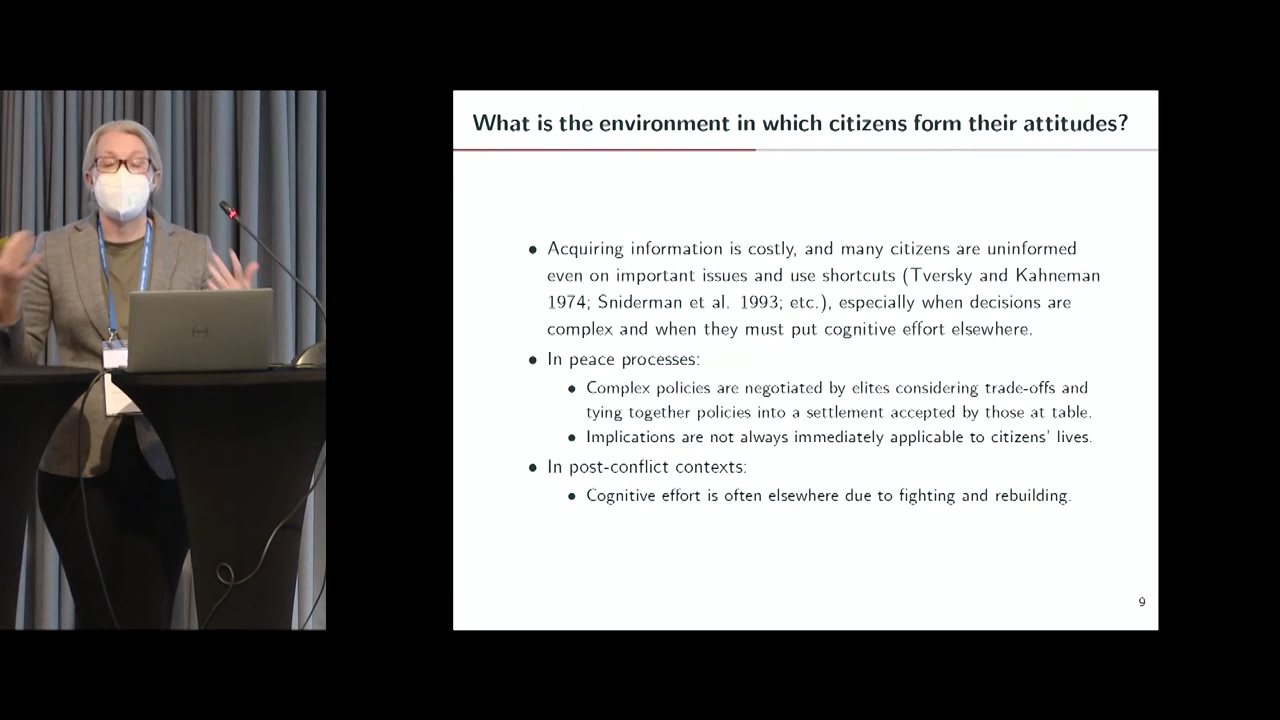 What is the environment in which citizens form their attitudes?
• Acquiring information is costly, and many citizens are uninformed
even on important issues and use shortcuts (Tversky and Kahneman
1974; Sniderman et al. 1993; etc.), especially when decisions are
complex and when they must put cognitive effort elsewhere.
• In peace processes:
• Complex policies are negotiated by elites considering trade-offs and
tying together policies into a settlement accepted by those at table.
• Implications are not always immediately applicable to citizens' lives.
• In post-conflict contexts:
• Cognitive effort is often elsewhere due to fighting and rebuilding.
9